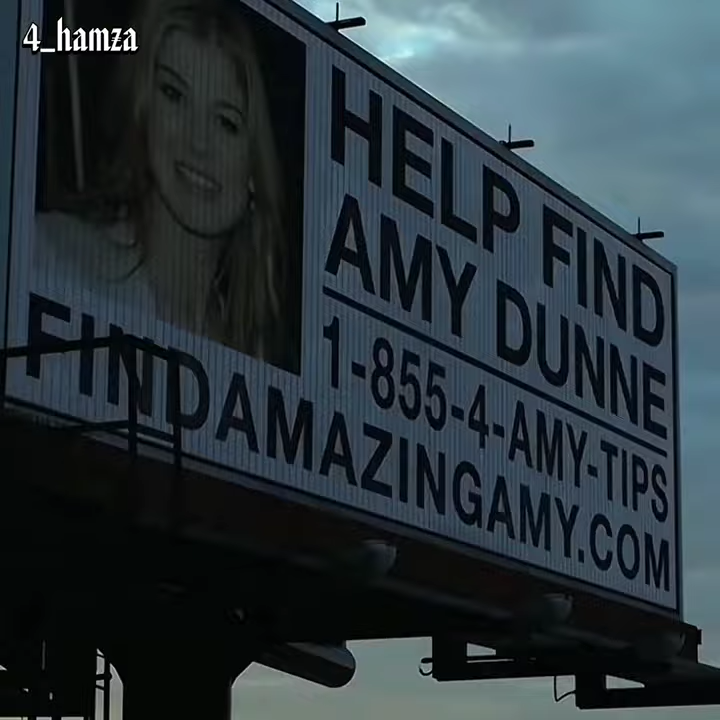 4_hamza
HELP FIND
AMY DUNNE
1-855-4-AMY-TIPS
FINDAMAZINGAMY.COM